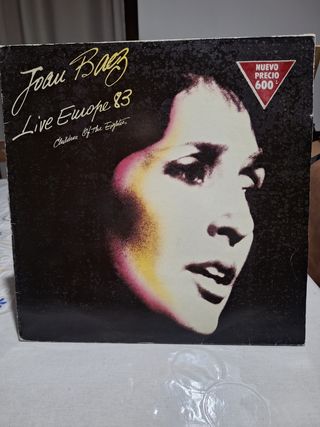 Joan Baez
Live Europe 83
Children Of the Eighties
NUEVO
PRECIO
600